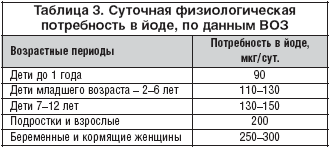 Таблица 3. Суточная физиологическая
потребность в йоде, по данным ВОЗ
Возрастные периоды
Потребность в йоде,
мкг/сут.
Дети до 1 года 90
Дети младшего возраста – 2–6 лет 110–130
Дети 7–12 лет 130–150
Подростки и взрослые 200
Беременные и кормящие женщины 250–300